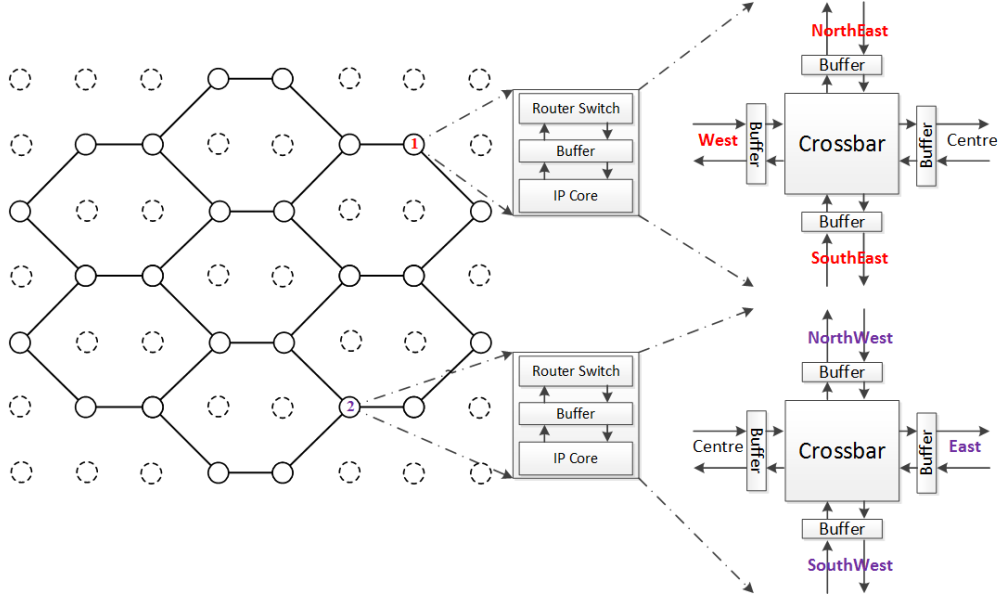 NorthEast
Buffer
West
Buffer
Crossbar
Buffer
Centre
Buffer
SouthEast
1
Router Switch
Buffer
IP Core
NorthWest
Buffer
Centre
Buffer
Crossbar
Buffer
East
Buffer
SouthWest
2
Router Switch
Buffer
IP Core